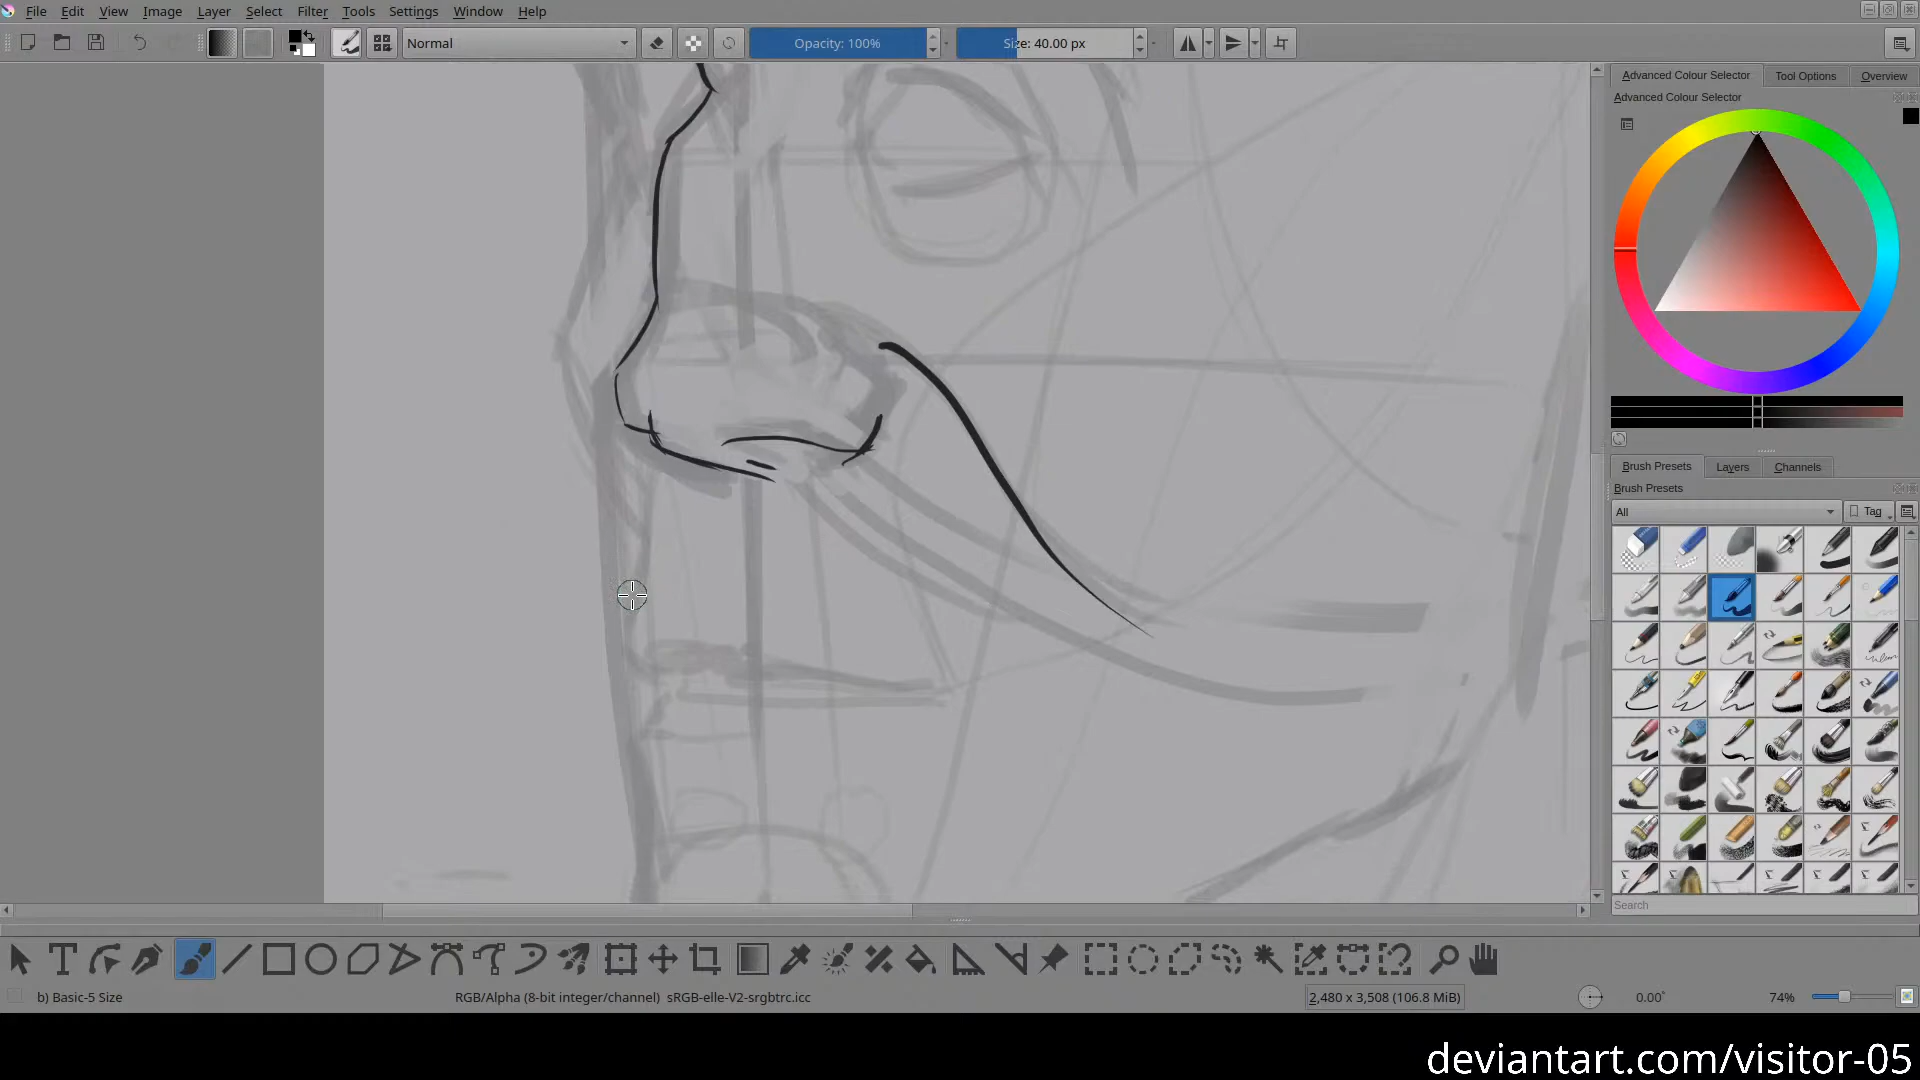 File Edit View Image Layer Select Filter Tools Settings Window Help
Normal Opacity: 100% Size: 40.00 px
Advanced Colour Selector Tool Options Overview
Advanced Colour Selector
Brush Presets Layers Channels
Brush Presets
All Tag
Search
b) Basic-5 Size RGB/Alpha (8-bit integer/channel) sRGB-elle-V2-srgbtrc.icc 2,480 x 3,508 (106.8 MiB) 0.00° 74%
deviantart.com/visitor-05